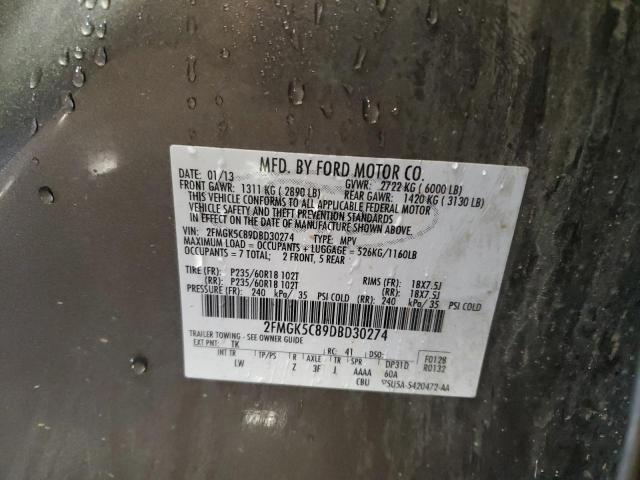 MFD. BY FORD MOTOR CO.
DATE: 01/13 GVWR: 2722 KG ( 6000 LB)
FRONT GAWR: 1311 KG ( 2890 LB) REAR GAWR: 1420 KG ( 3130 LB)
THIS VEHICLE CONFORMS TO ALL APPLICABLE FEDERAL MOTOR
VEHICLE SAFETY AND THEFT PREVENTION STANDARDS
IN EFFECT ON THE DATE OF MANUFACTURE SHOWN ABOVE.
VIN: 2FMGK5C89DBD30274 TYPE: MPV
MAXIMUM LOAD = OCCUPANTS + LUGGAGE = 526KG/1160LB
OCCUPANTS = 7 TOTAL; 2 FRONT, 5 REAR
TIRE (FR): P235/60R18 102T RIMS (FR): 18X7.5J
(RR): P235/60R18 102T (RR): 18X7.5J
PRESSURE (FR): 240 kPa/ 35 PSI COLD (RR): 240 kPa/ 35 PSI COLD
2FMGK5C89DBD30274
TRAILER TOWING - SEE OWNER GUIDE
EXT PNT: TK RC: 41 DSO: F0128
INT TR TP/PS R AXLE TR SPR DP31D R0132
LW Z 3F J AAAA 60A
CBU 5U5A-5420472-AA